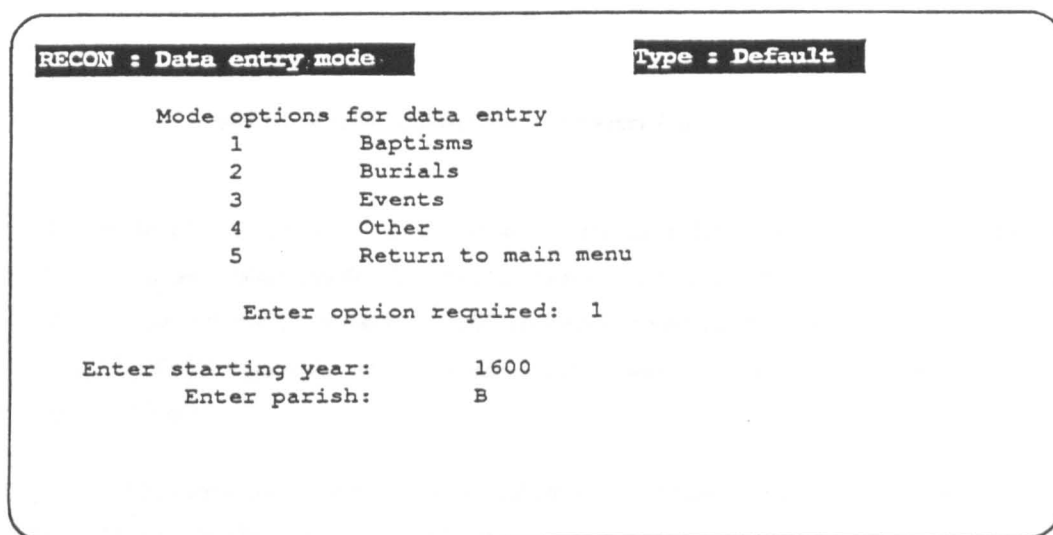 RECON : Data entry mode Type : Default
Mode options for data entry
1 Baptisms
2 Burials
3 Events
4 Other
5 Return to main menu
Enter option required: 1
Enter starting year: 1600
Enter parish: B